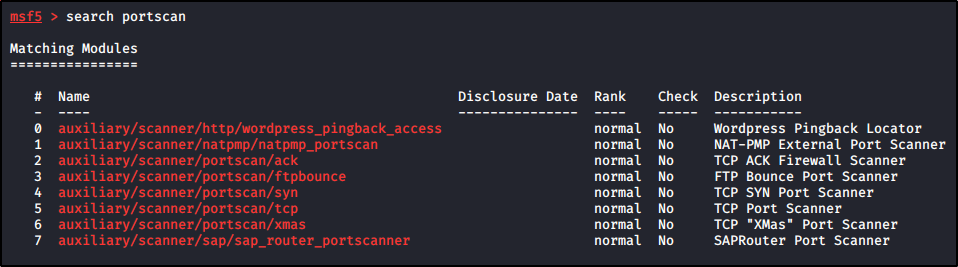 msf5 > search portscan
Matching Modules
================
# Name Disclosure Date Rank Check Description
- ---- --------------- ---- ----- -----------
0 auxiliary/scanner/http/wordpress_pingback_access normal No Wordpress Pingback Locator
1 auxiliary/scanner/natpmp/natpmp_portscan normal No NAT-PMP External Port Scanner
2 auxiliary/scanner/portscan/ack normal No TCP ACK Firewall Scanner
3 auxiliary/scanner/portscan/ftpbounce normal No FTP Bounce Port Scanner
4 auxiliary/scanner/portscan/syn normal No TCP SYN Port Scanner
5 auxiliary/scanner/portscan/tcp normal No TCP Port Scanner
6 auxiliary/scanner/portscan/xmas normal No TCP "XMas" Port Scanner
7 auxiliary/scanner/sap/sap_router_portscanner normal No SAPRouter Port Scanner